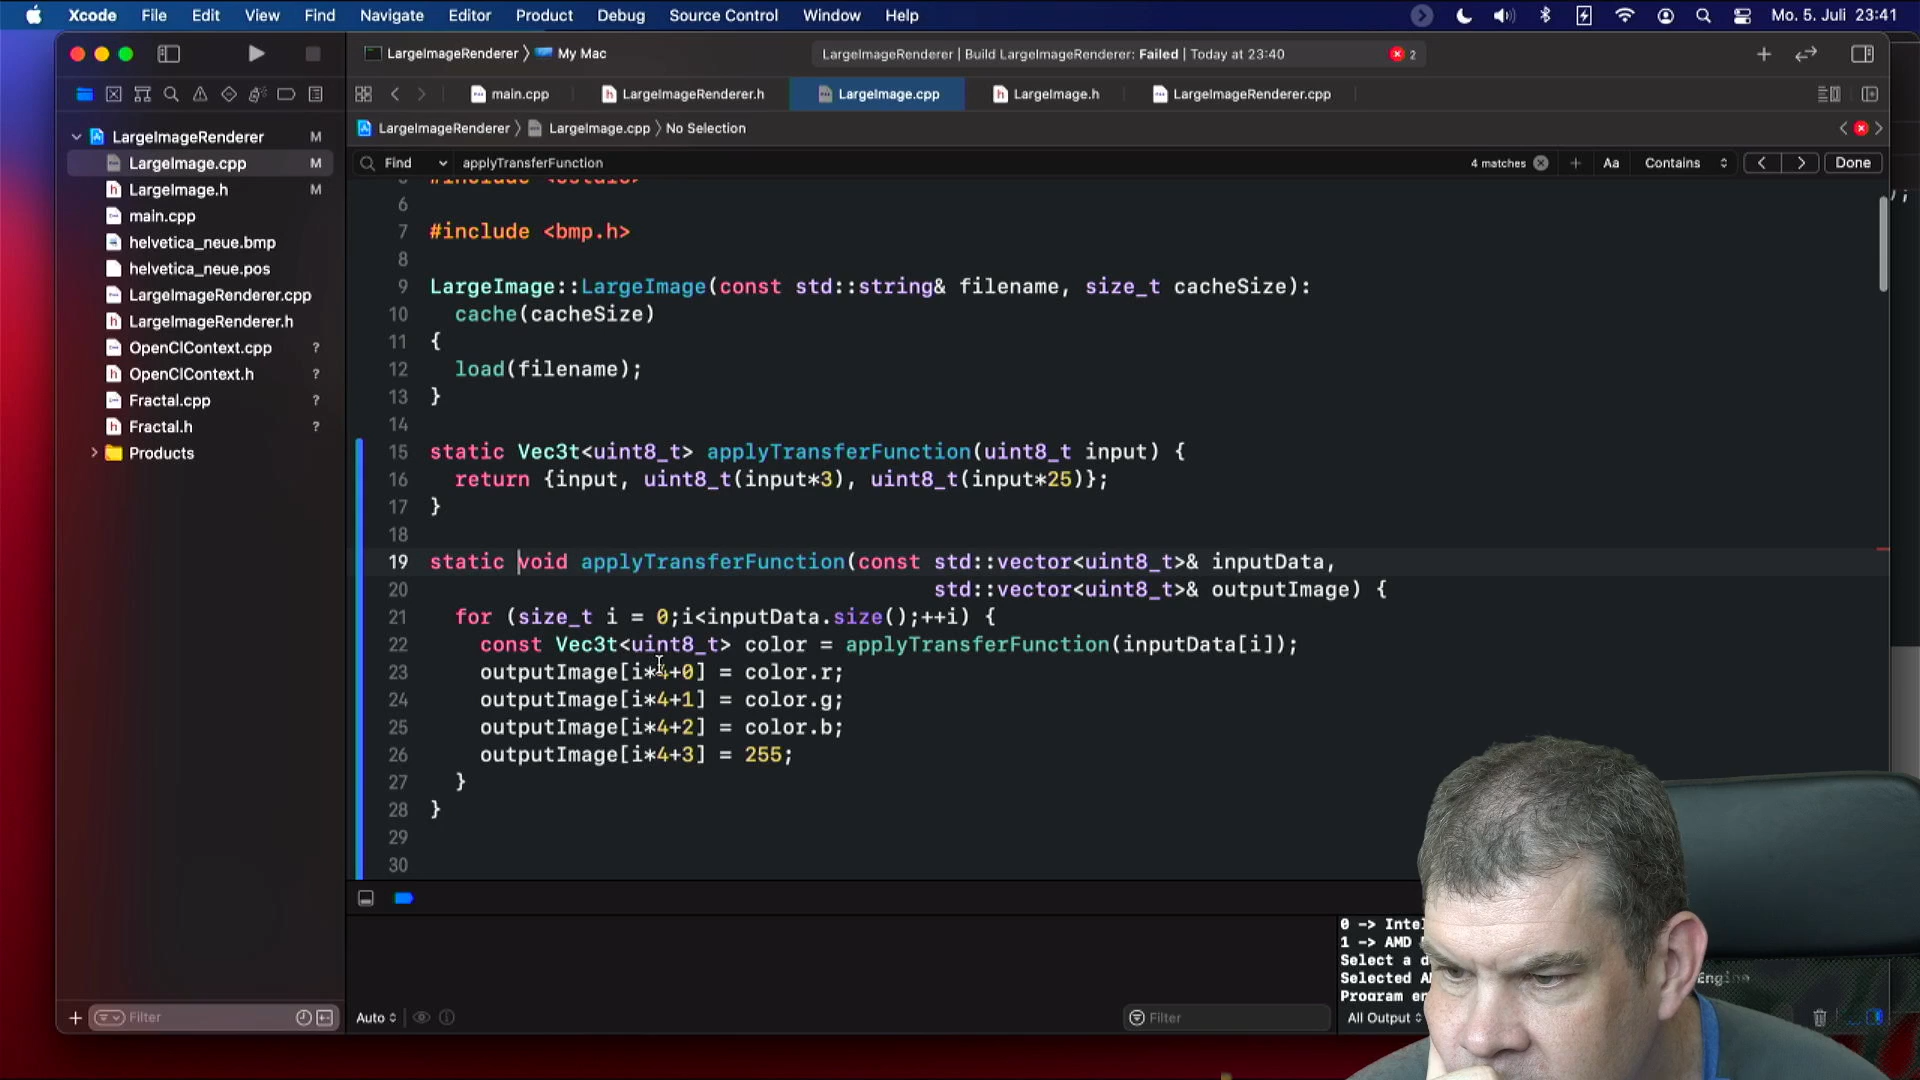 Xcode File Edit View Find Navigate Editor Product Debug Source Control Window Help Mo. 5. Juli 23:41
LargeImageRenderer My Mac LargeImageRenderer | Build LargeImageRenderer: Failed | Today at 23:40 2
main.cpp LargeImageRenderer.h LargeImage.cpp LargeImage.h LargeImageRenderer.cpp
LargeImageRenderer LargeImage.cpp No Selection
Find applyTransferFunction 4 matches Aa Contains Done
LargeImageRenderer M
LargeImage.cpp M
LargeImage.h M
main.cpp
helvetica_neue.bmp
helvetica_neue.pos
LargeImageRenderer.cpp
LargeImageRenderer.h
OpenClContext.cpp ?
OpenClContext.h ?
Fractal.cpp ?
Fractal.h ?
Products
6
7 #include <bmp.h>
8
9 LargeImage::LargeImage(const std::string& filename, size_t cacheSize):
10 cache(cacheSize)
11 {
12 load(filename);
13 }
14
15 static Vec3t<uint8_t> applyTransferFunction(uint8_t input) {
16 return {input, uint8_t(input*3), uint8_t(input*25)};
17 }
18
19 static void applyTransferFunction(const std::vector<uint8_t>& inputData,
20 std::vector<uint8_t>& outputImage) {
21 for (size_t i = 0;i<inputData.size();++i) {
22 const Vec3t<uint8_t> color = applyTransferFunction(inputData[i]);
23 outputImage[i*4+0] = color.r;
24 outputImage[i*4+1] = color.g;
25 outputImage[i*4+2] = color.b;
26 outputImage[i*4+3] = 255;
27 }
28 }
29
30
0 -> Inte
1 -> AMD
Select a d
Selected A Engine
Program e
Filter Auto Filter All Output